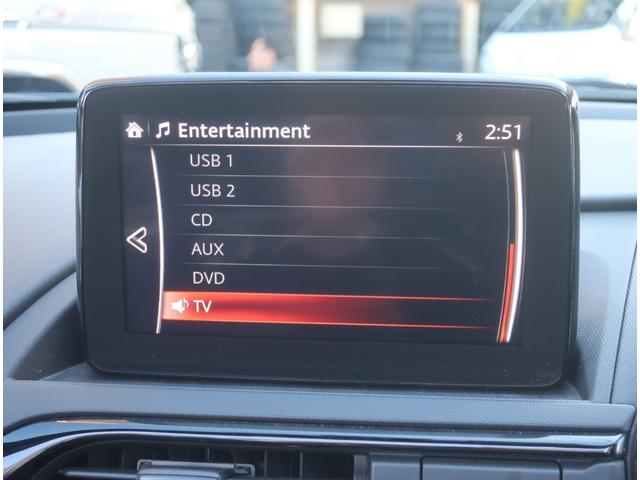 Entertainment 2:51
USB 1
USB 2
CD
AUX
DVD
TV